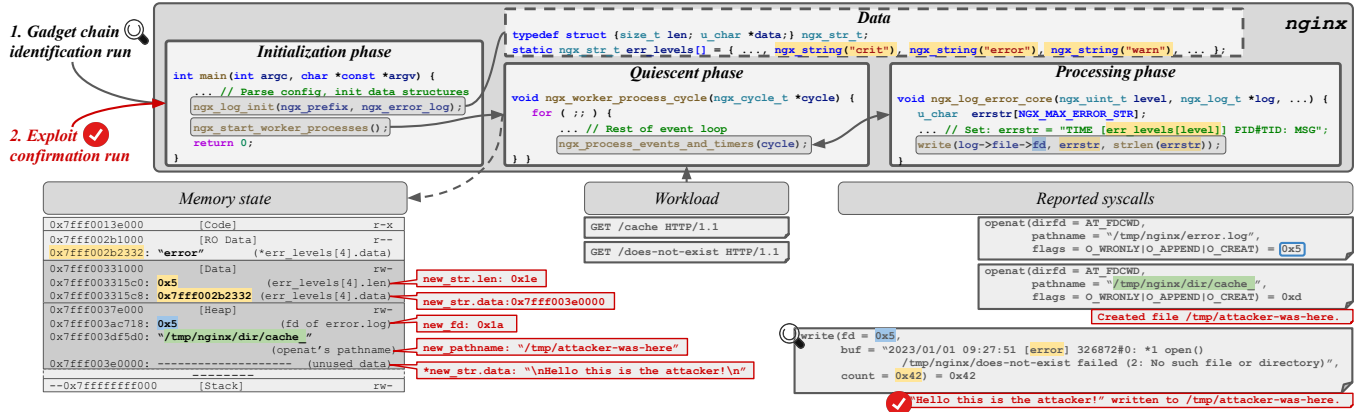 1. Gadget chain
identification run
2. Exploit
confirmation run
nginx
Initialization phase
int main(int argc, char *const *argv) {
... // Parse config, init data structures
ngx_log_init(ngx_prefix, ngx_error_log);
ngx_start_worker_processes();
return 0;
}
Data
typedef struct {size_t len; u_char *data;} ngx_str_t;
static ngx_str_t err_levels[] = { ..., ngx_string("crit"), ngx_string("error"), ngx_string("warn"), ... };
Quiescent phase
void ngx_worker_process_cycle(ngx_cycle_t *cycle) {
for ( ;; ) {
... // Rest of event loop
ngx_process_events_and_timers(cycle);
} }
Processing phase
void ngx_log_error_core(ngx_uint_t level, ngx_log_t *log, ...) {
u_char errstr[NGX_MAX_ERROR_STR];
... // Set: errstr = "TIME [err_levels[level]] PID#TID: MSG";
write(log->file->fd, errstr, strlen(errstr));
}
Memory state
0x7fff0013e000 [Code] r-x
0x7fff002b1000 [RO Data] r--
0x7fff002b2332: “error” (*err_levels[4].data)
0x7fff00331000 [Data] rw-
0x7fff003315c0: 0x5 (err_levels[4].len)
0x7fff003315c8: 0x7fff002b2332 (err_levels[4].data)
0x7fff0037e000 [Heap] rw-
0x7fff003ac718: 0x5 (fd of error.log)
0x7fff003df5d0: “/tmp/nginx/dir/cache_”
(openat's pathname)
0x7fff003e0000: ------------------- (unused data)
--------
--0x7ffffffff000 [Stack] rw-
new_str.len: 0x1e
new_str.data:0x7fff003e0000
new_fd: 0x1a
new_pathname: “/tmp/attacker-was-here”
*new_str.data: “\nHello this is the attacker!\n”
Workload
GET /cache HTTP/1.1
GET /does-not-exist HTTP/1.1
Reported syscalls
openat(dirfd = AT_FDCWD,
pathname = “/tmp/nginx/error.log”,
flags = O_WRONLY|O_APPEND|O_CREAT) = 0x5
openat(dirfd = AT_FDCWD,
pathname = “/tmp/nginx/dir/cache_”
flags = O_WRONLY|O_APPEND|O_CREAT) = 0xd
Created file /tmp/attacker-was-here.
write(fd = 0x5,
buf = “2023/01/01 09:27:51 [error] 326872#0: *1 open()
/tmp/nginx/does-not-exist failed (2: No such file or directory)”,
count = 0x42) = 0x42
“Hello this is the attacker!” written to /tmp/attacker-was-here.